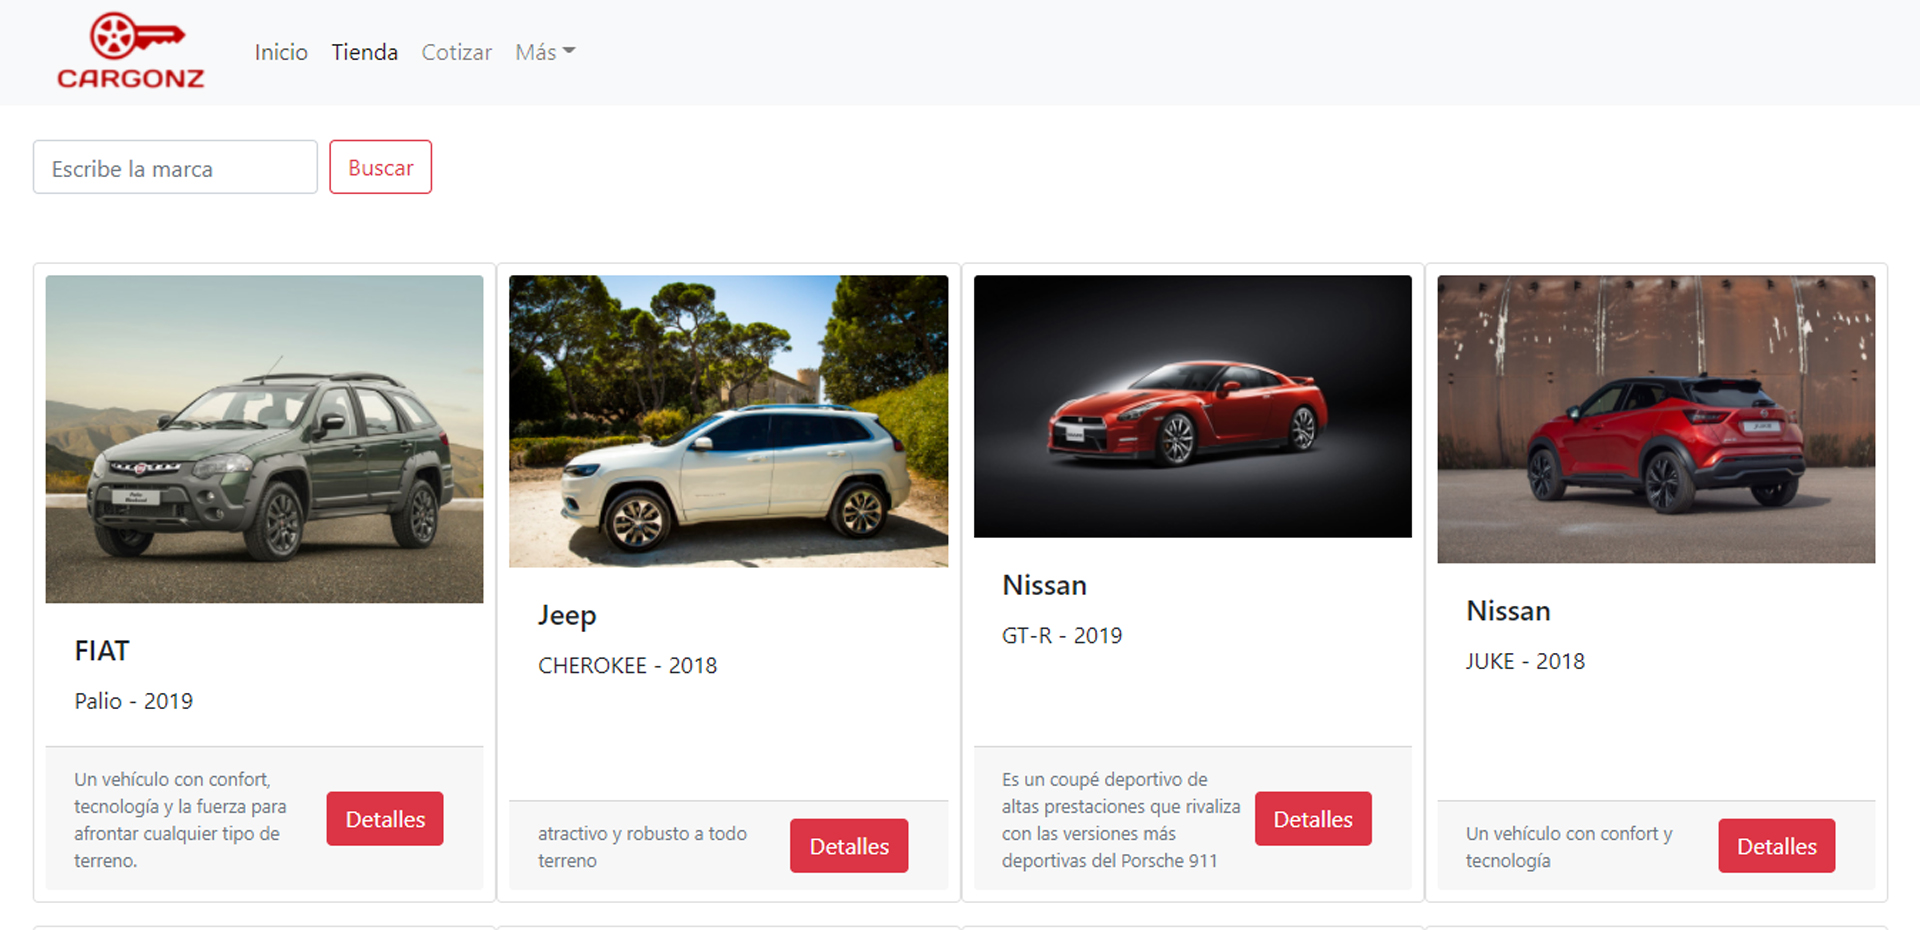 CARGONZ
Inicio Tienda Cotizar Más
Escribe la marca
Buscar
FIAT
Palio - 2019
Un vehículo con confort,
tecnología y la fuerza para
afrontar cualquier tipo de
terreno.
Detalles
Jeep
CHEROKEE - 2018
atractivo y robusto a todo
terreno
Detalles
Nissan
GT-R - 2019
Es un coupé deportivo de
altas prestaciones que rivaliza
con las versiones más
deportivas del Porsche 911
Detalles
JUKE
Nissan
JUKE - 2018
Un vehículo con confort y
tecnología
Detalles